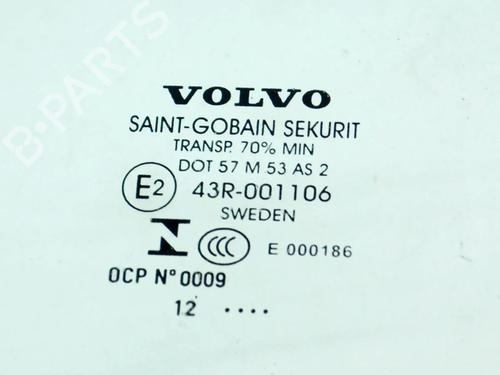 B-PARTS
VOLVO
SAINT-GOBAIN SEKURIT
TRANSP. 70% MIN
DOT 57 M 53 AS 2
E2 43R-001106
SWEDEN
N CCC E 000186
OCP N° 0009
12 ....